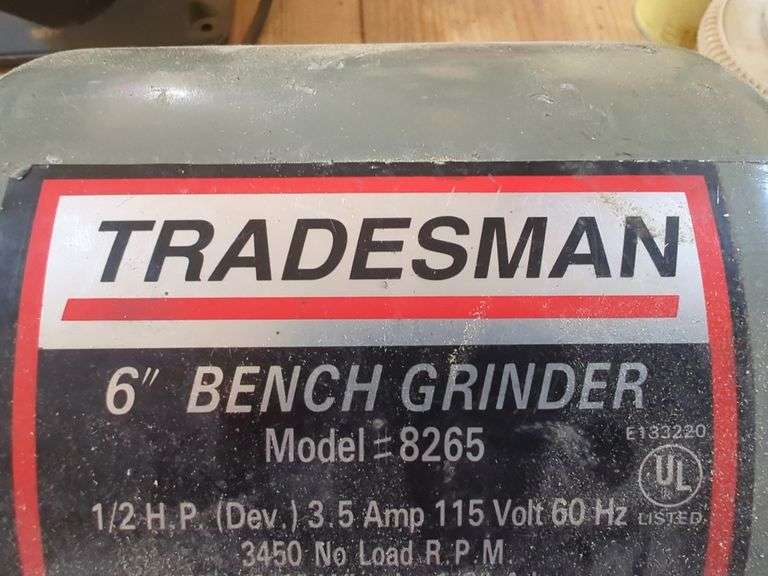 TRADESMAN
6" BENCH GRINDER
Model = 8265
E133220
UL
1/2 H.P. (Dev.) 3.5 Amp 115 Volt 60 Hz
LISTED
3450 No Load R.P.M.